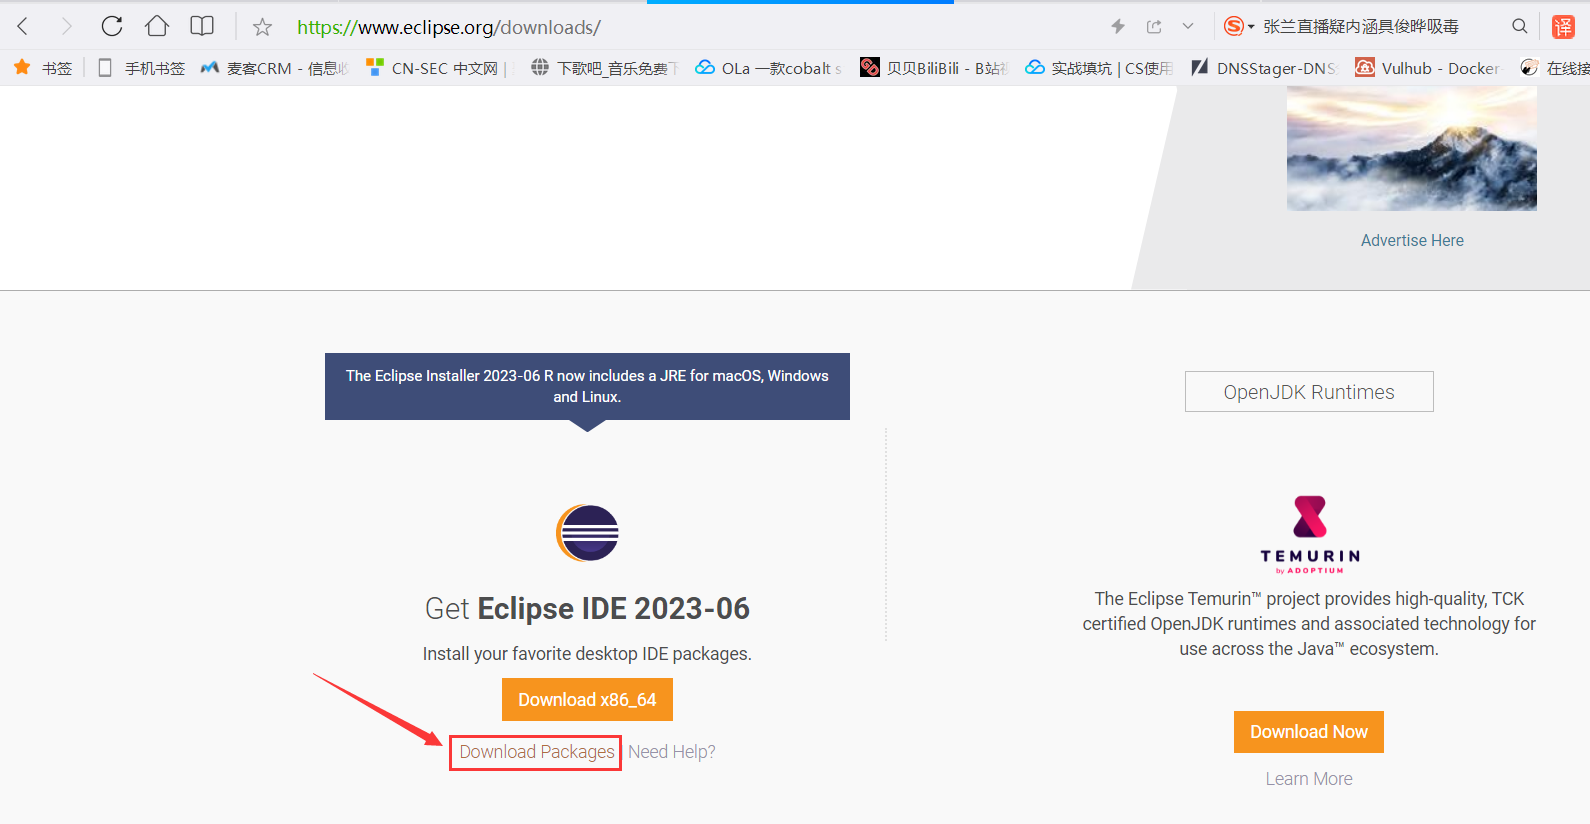 https://www.eclipse.org/downloads/
张兰直播疑内涵具俊晔吸毒
译
书签
手机书签
麦客CRM - 信息收
CN-SEC 中文网 |
下歌吧_音乐免费下
OLa 一款cobalt s
贝贝BiliBili - B站视
实战填坑 | CS使用
DNSStager-DNS
Vulhub - Docker-
在线接
Advertise Here
The Eclipse Installer 2023-06 R now includes a JRE for macOS, Windows
and Linux.
Get Eclipse IDE 2023-06
Install your favorite desktop IDE packages.
Download x86_64
Download Packages | Need Help?
OpenJDK Runtimes
TEMURIN
by ADOPTIUM
The Eclipse Temurin™ project provides high-quality, TCK
certified OpenJDK runtimes and associated technology for
use across the Java™ ecosystem.
Download Now
Learn More